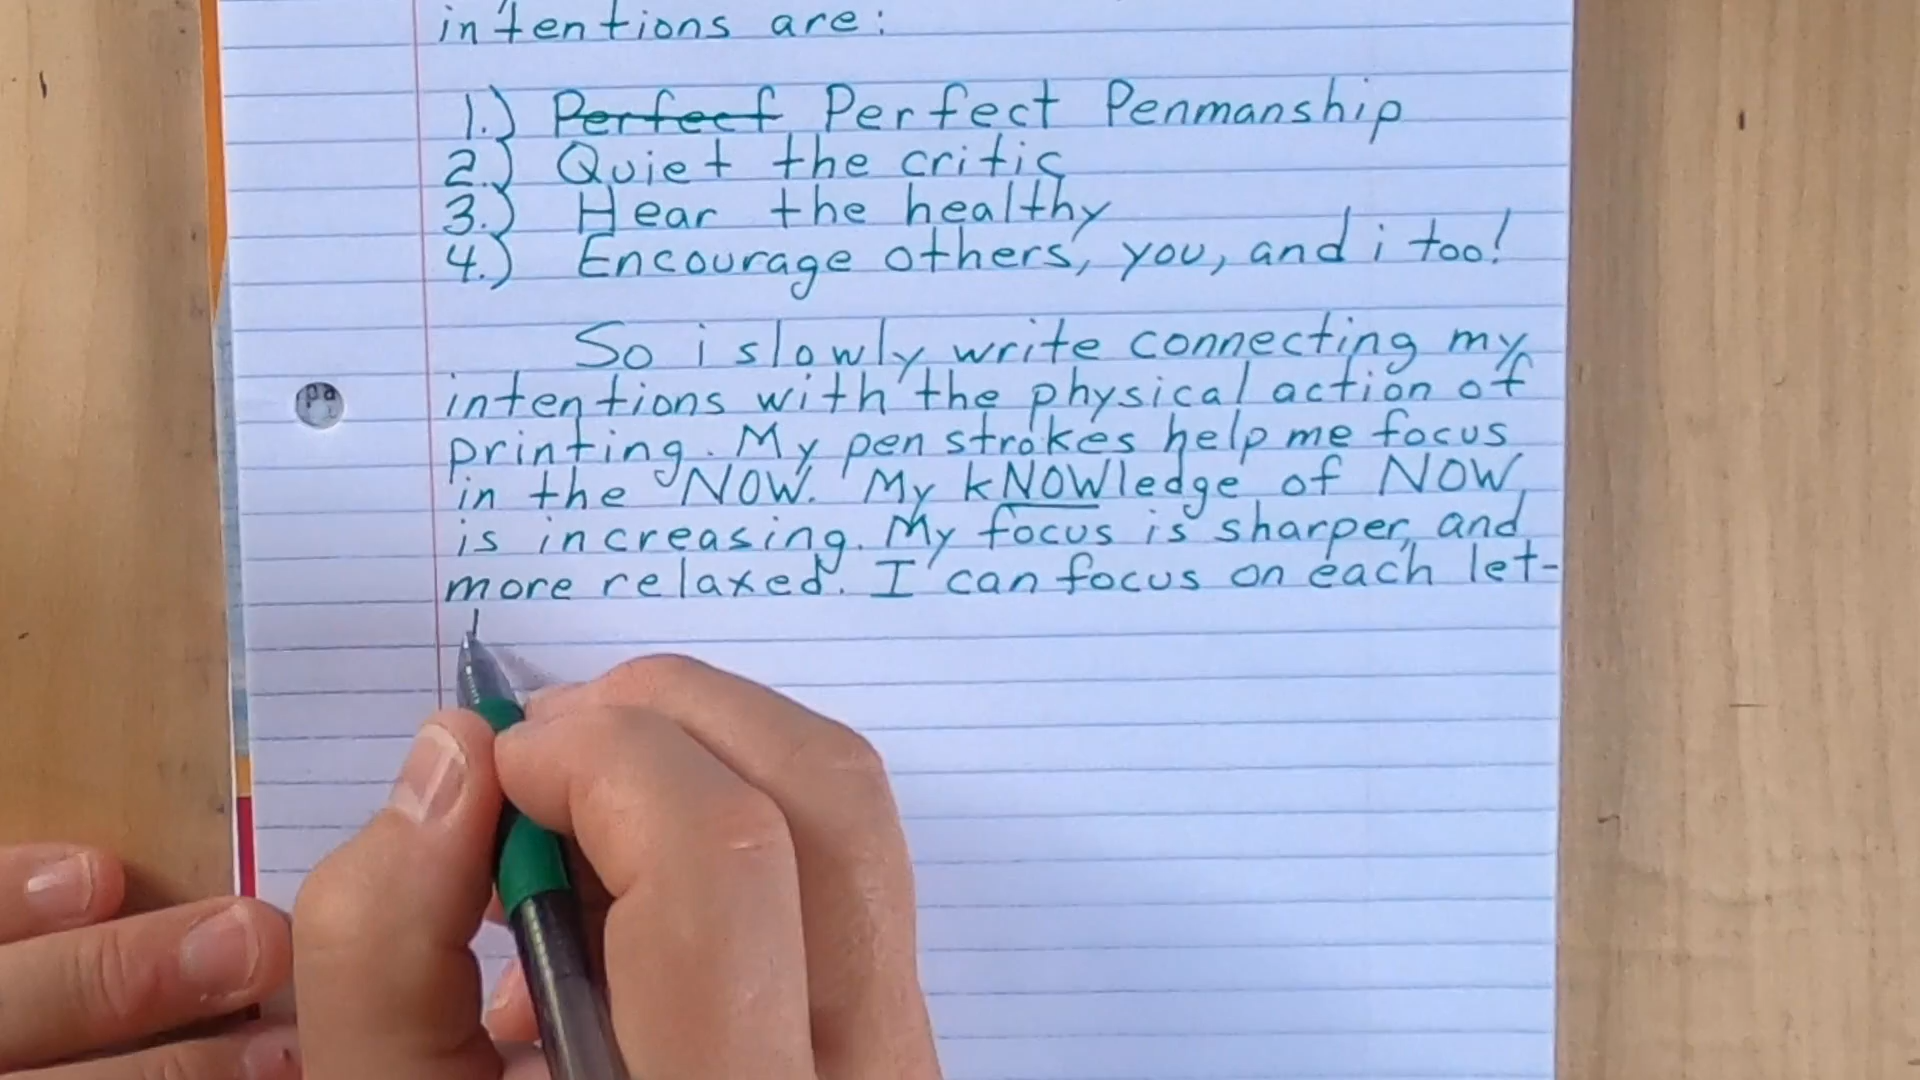 intentions are:
1.) Perfect Perfect Penmanship
2.) Quiet the critic
3.) Hear the healthy
4.) Encourage others, you, and i too!
So i slowly write connecting my
intentions with the physical action of
printing. My pen strokes help me focus
in the NOW. My kNOWledge of NOW
is increasing. My focus is sharper, and
more relaxed. I can focus on each let-